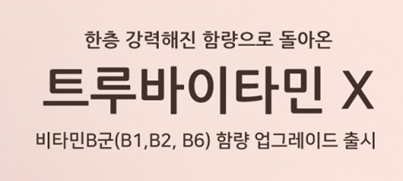 한층 강력해진 함량으로 돌아온
트루바이타민 X
비타민B군(B1,B2, B6) 함량 업그레이드 출시